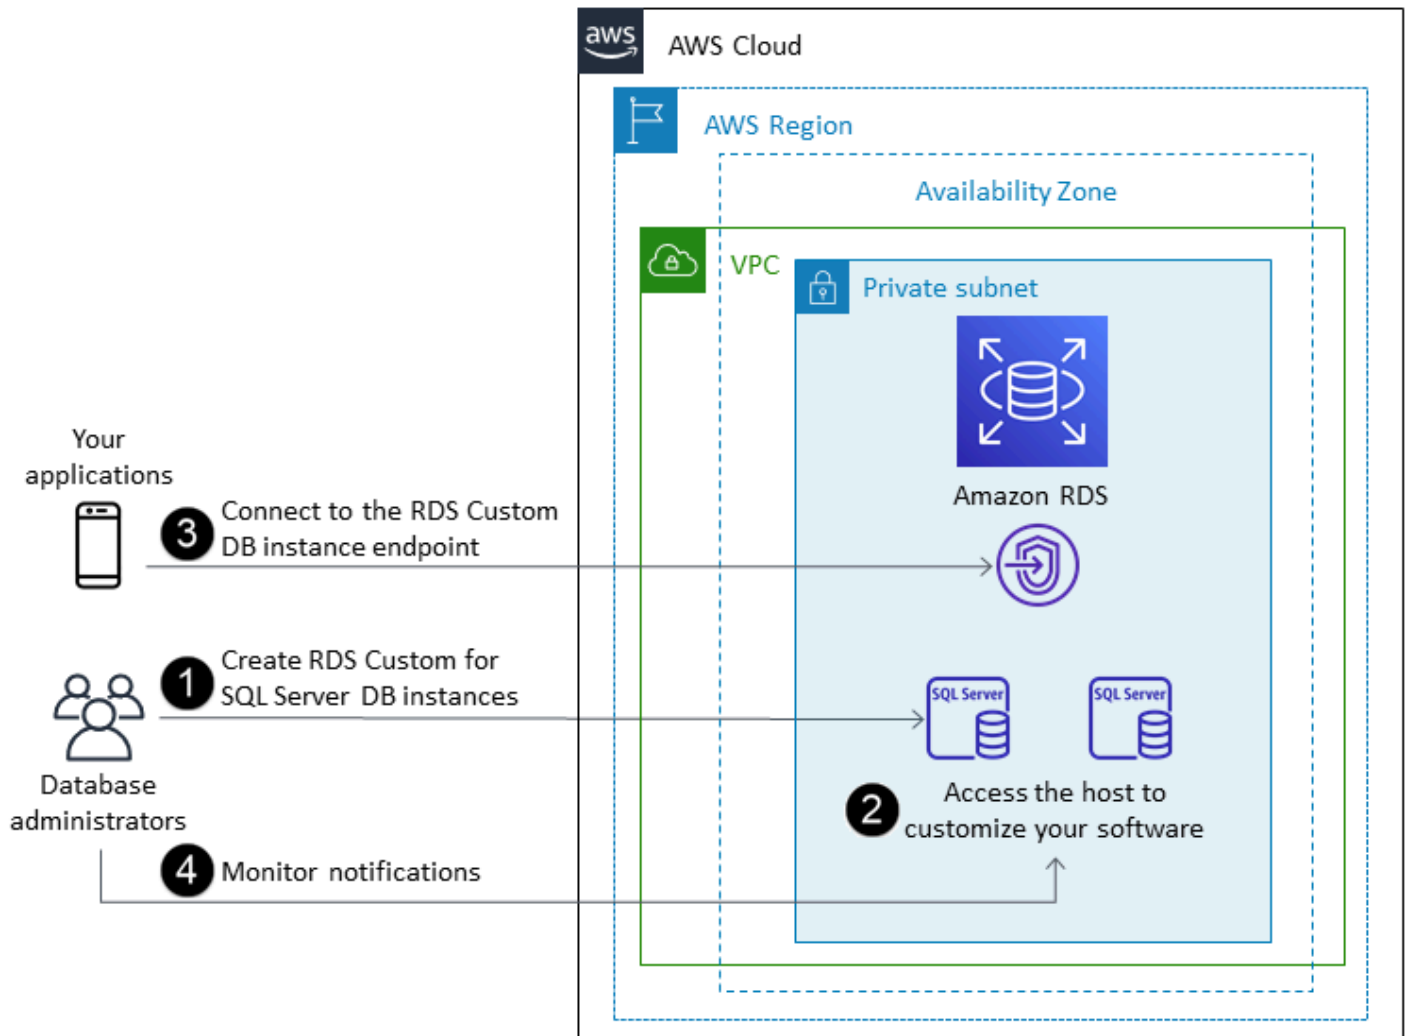 aws
AWS Cloud
AWS Region
Availability Zone
VPC
Private subnet
Amazon RDS
Your
applications
3
Connect to the RDS Custom
DB instance endpoint
1
Create RDS Custom for
SQL Server DB instances
SQL Server
SQL Server
Database
administrators
2
Access the host to
customize your software
4
Monitor notifications